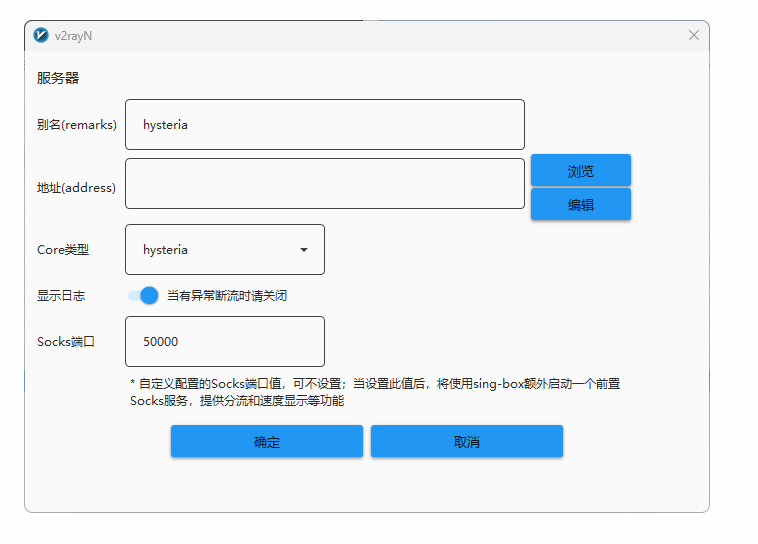 v2rayN
服务器
别名(remarks)
hysteria
地址(address)
浏览
编辑
Core类型
hysteria
显示日志
当有异常断流时请关闭
Socks端口
50000
* 自定义配置的Socks端口值，可不设置；当设置此值后，将使用sing-box额外启动一个前置
Socks服务，提供分流和速度显示等功能
确定
取消